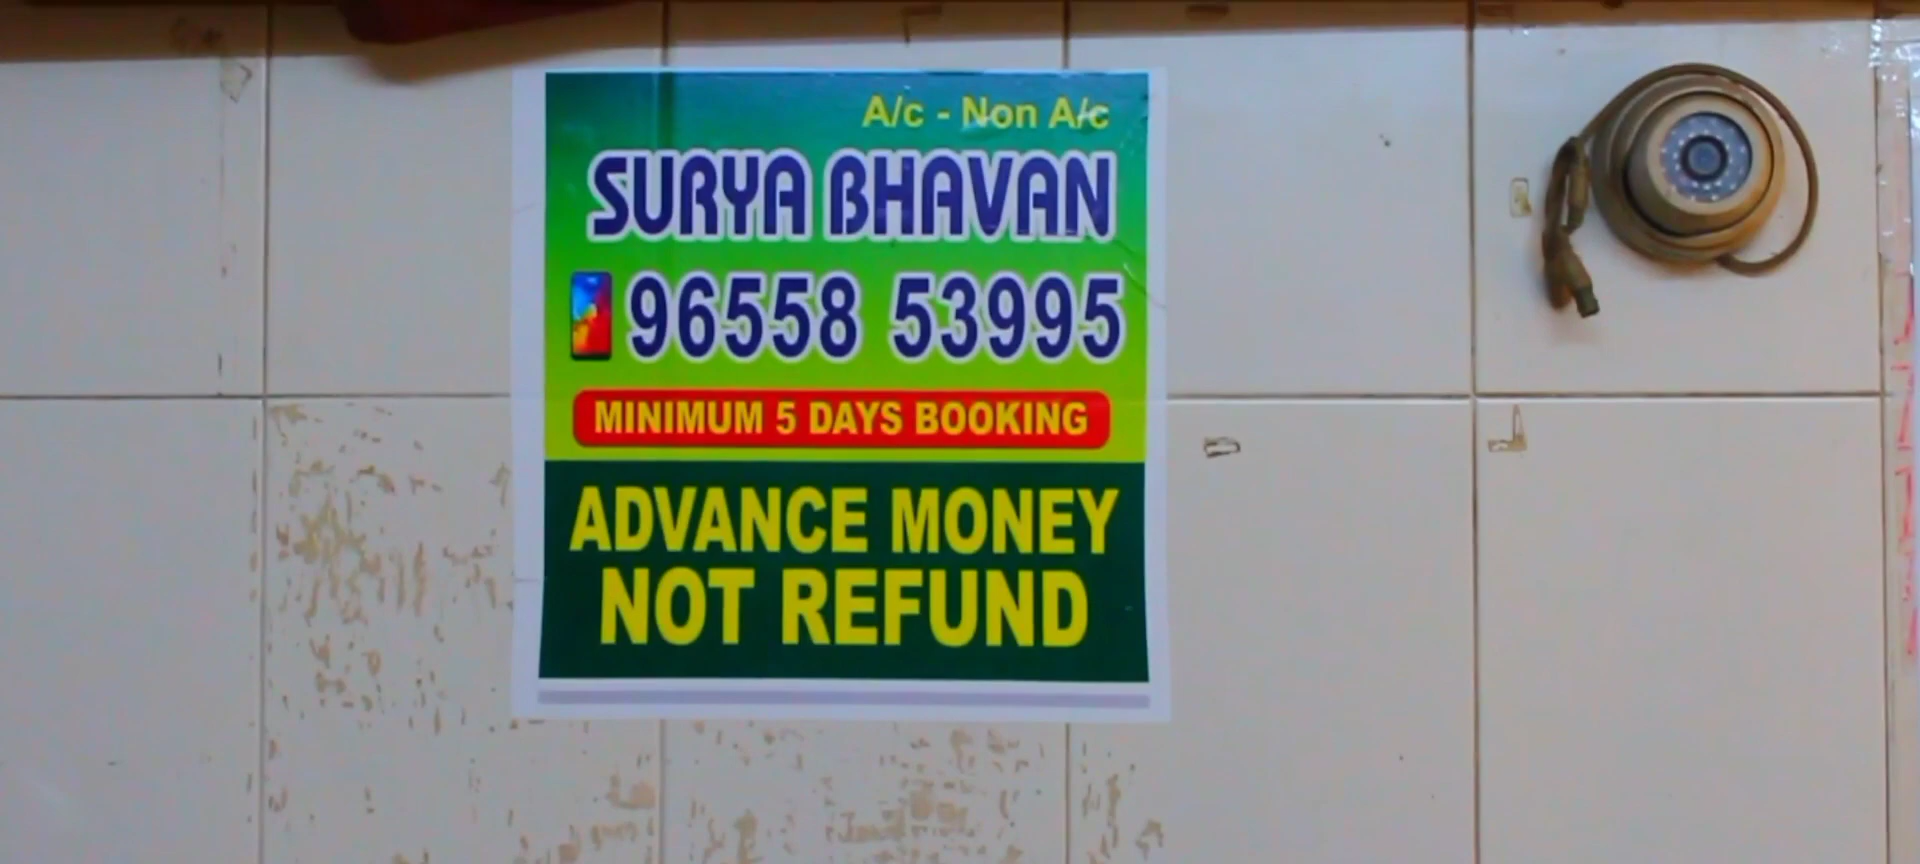 A/c - Non A/c
SURYA BHAVAN
96558 53995
MINIMUM 5 DAYS BOOKING
ADVANCE MONEY
NOT REFUND